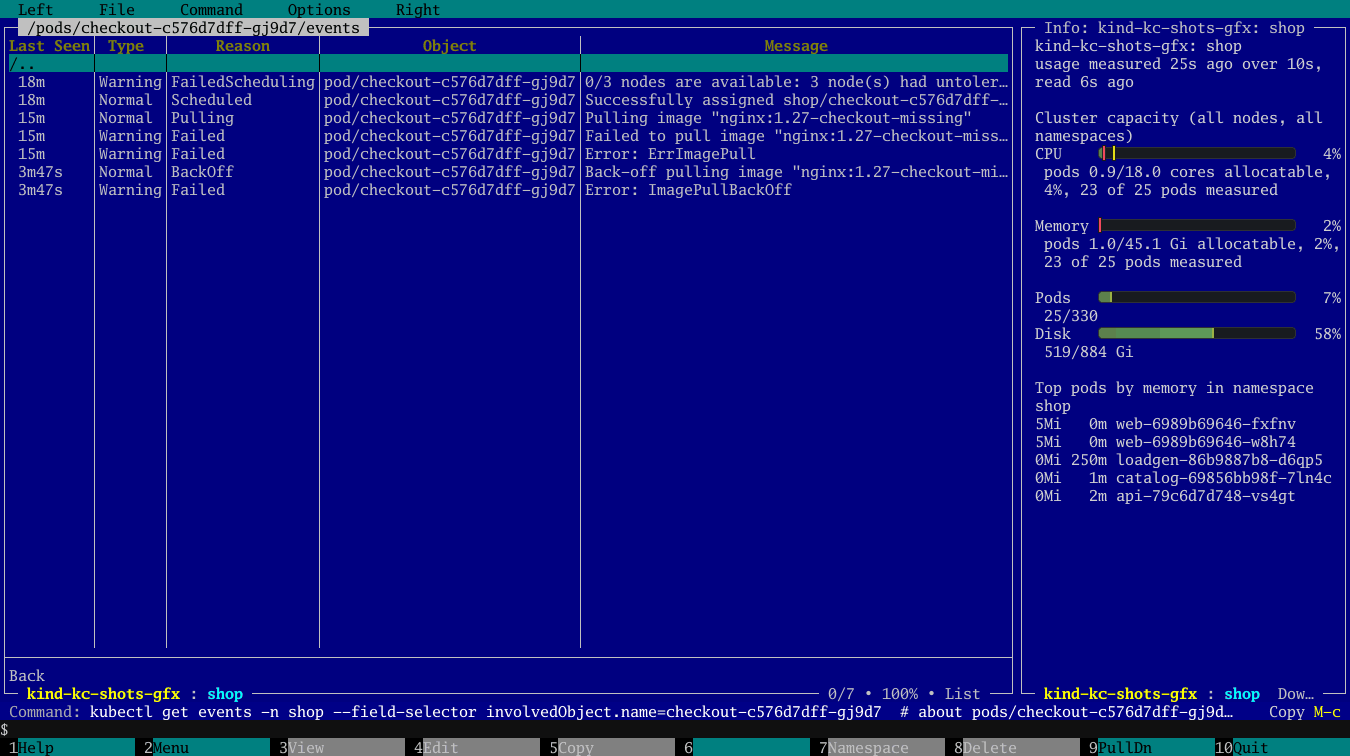 Left File Command Options Right
/pods/checkout-c576d7dff-gj9d7/events
Last Seen Type Reason Object Message
/..
18m Warning FailedScheduling pod/checkout-c576d7dff-gj9d7 0/3 nodes are available: 3 node(s) had untoler…
18m Normal Scheduled pod/checkout-c576d7dff-gj9d7 Successfully assigned shop/checkout-c576d7dff-…
15m Normal Pulling pod/checkout-c576d7dff-gj9d7 Pulling image "nginx:1.27-checkout-missing"
15m Warning Failed pod/checkout-c576d7dff-gj9d7 Failed to pull image "nginx:1.27-checkout-miss…
15m Warning Failed pod/checkout-c576d7dff-gj9d7 Error: ErrImagePull
3m47s Normal BackOff pod/checkout-c576d7dff-gj9d7 Back-off pulling image "nginx:1.27-checkout-mi…
3m47s Warning Failed pod/checkout-c576d7dff-gj9d7 Error: ImagePullBackOff
Back
kind-kc-shots-gfx : shop 0/7 • 100% • List
Info: kind-kc-shots-gfx: shop
kind-kc-shots-gfx: shop
usage measured 25s ago over 10s,
read 6s ago
Cluster capacity (all nodes, all
namespaces)
CPU 4%
pods 0.9/18.0 cores allocatable,
4%, 23 of 25 pods measured
Memory 2%
pods 1.0/45.1 Gi allocatable, 2%,
23 of 25 pods measured
Pods 7%
25/330
Disk 58%
519/884 Gi
Top pods by memory in namespace
shop
5Mi 0m web-6989b69646-fxfnv
5Mi 0m web-6989b69646-w8h74
0Mi 250m loadgen-86b9887b8-d6qp5
0Mi 1m catalog-69856bb98f-7ln4c
0Mi 2m api-79c6d7d748-vs4gt
kind-kc-shots-gfx : shop Dow…
Command: kubectl get events -n shop --field-selector involvedObject.name=checkout-c576d7dff-gj9d7 # about pods/checkout-c576d7dff-gj9d… Copy M-c
$
1Help 2Menu 3View 4Edit 5Copy 6 7Namespace 8Delete 9PullDn 10Quit